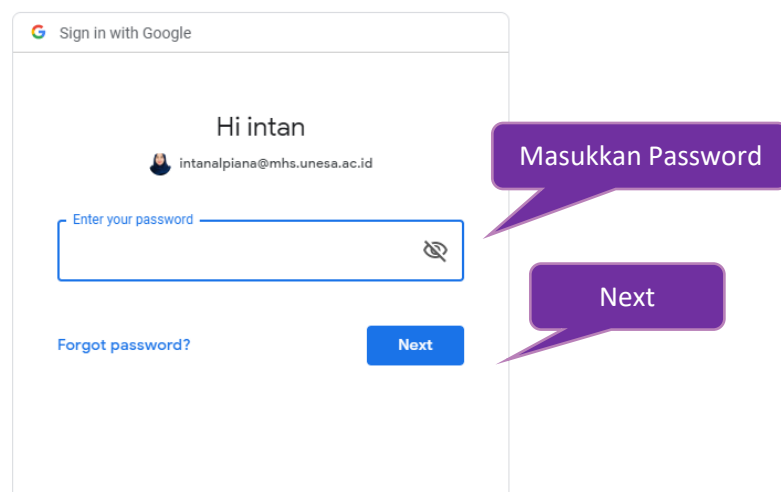 Sign in with Google
Hi intan
intanalpiana@mhs.unesa.ac.id
Masukkan Password
Enter your password
Next
Forgot password?
Next